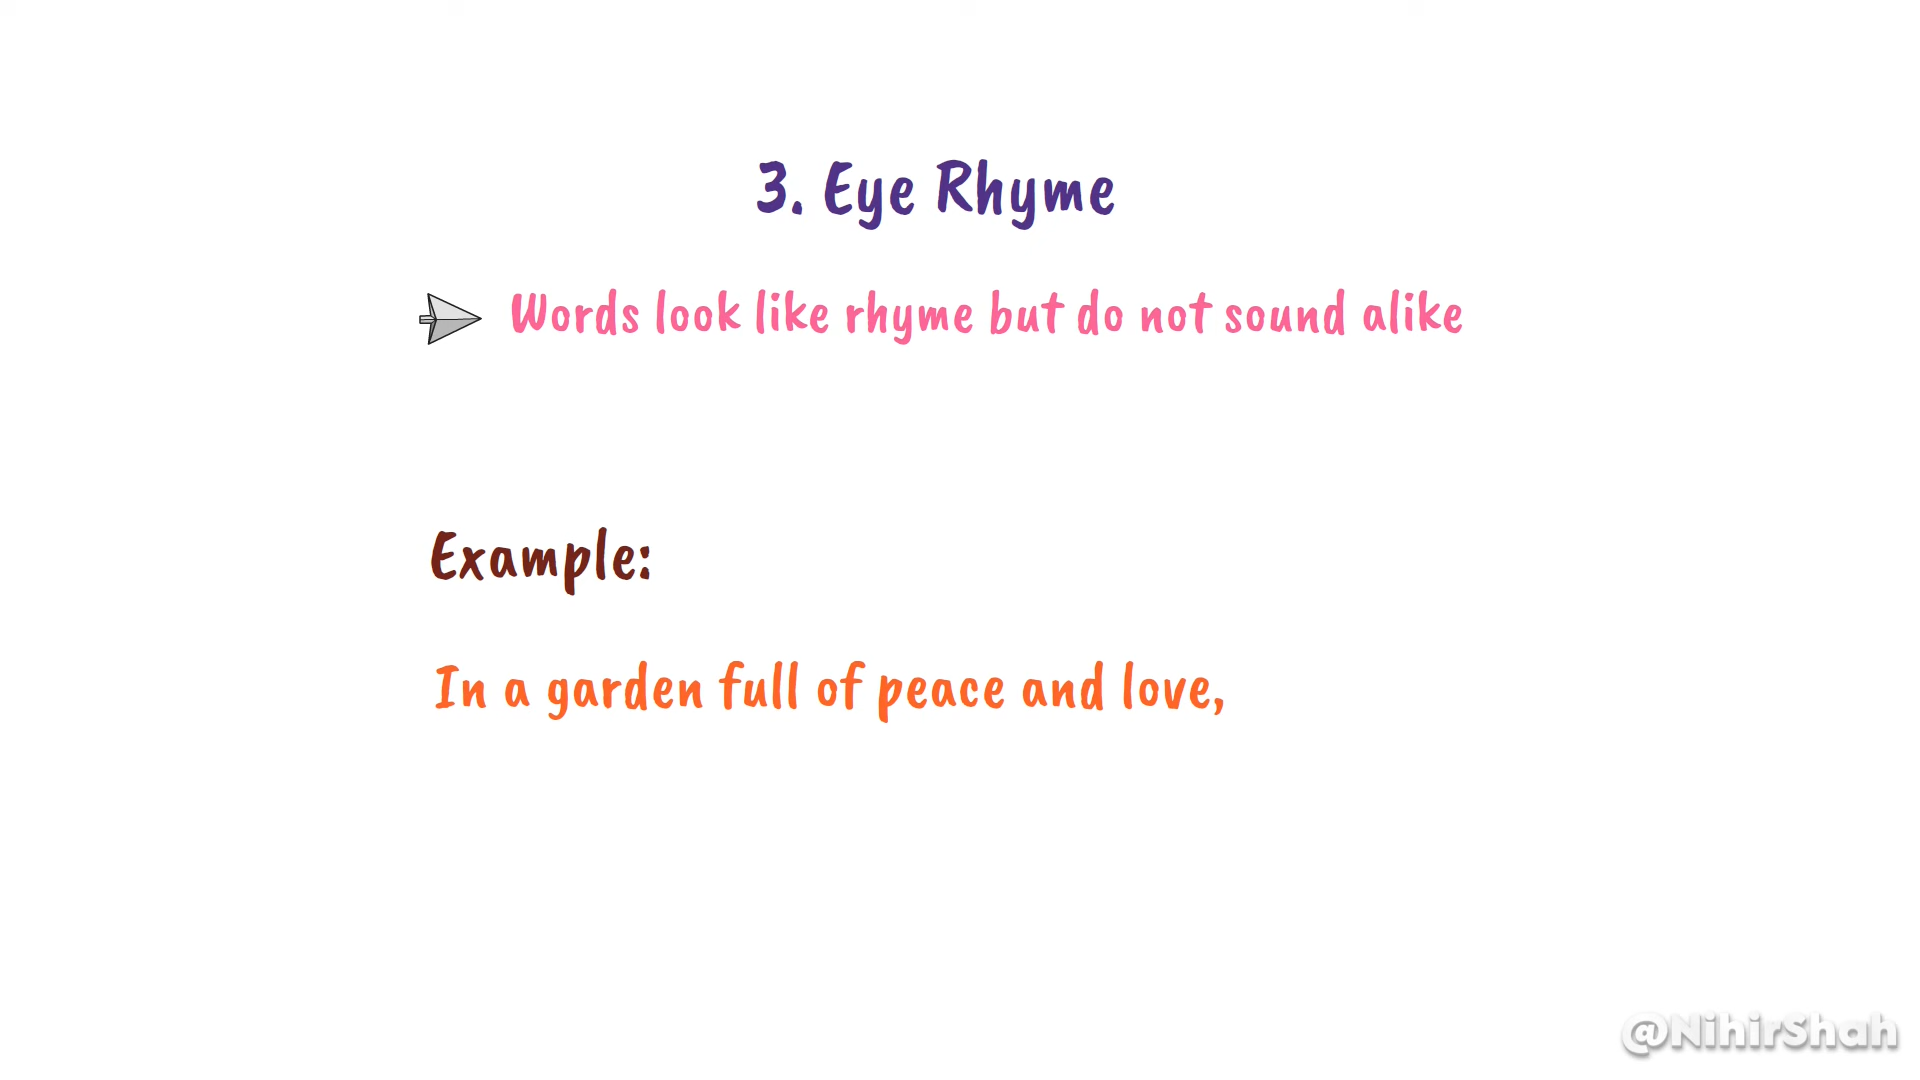 3. Eye Rhyme
Words look like rhyme but do not sound alike
Example:
In a garden full of peace and love,
@NihirShah